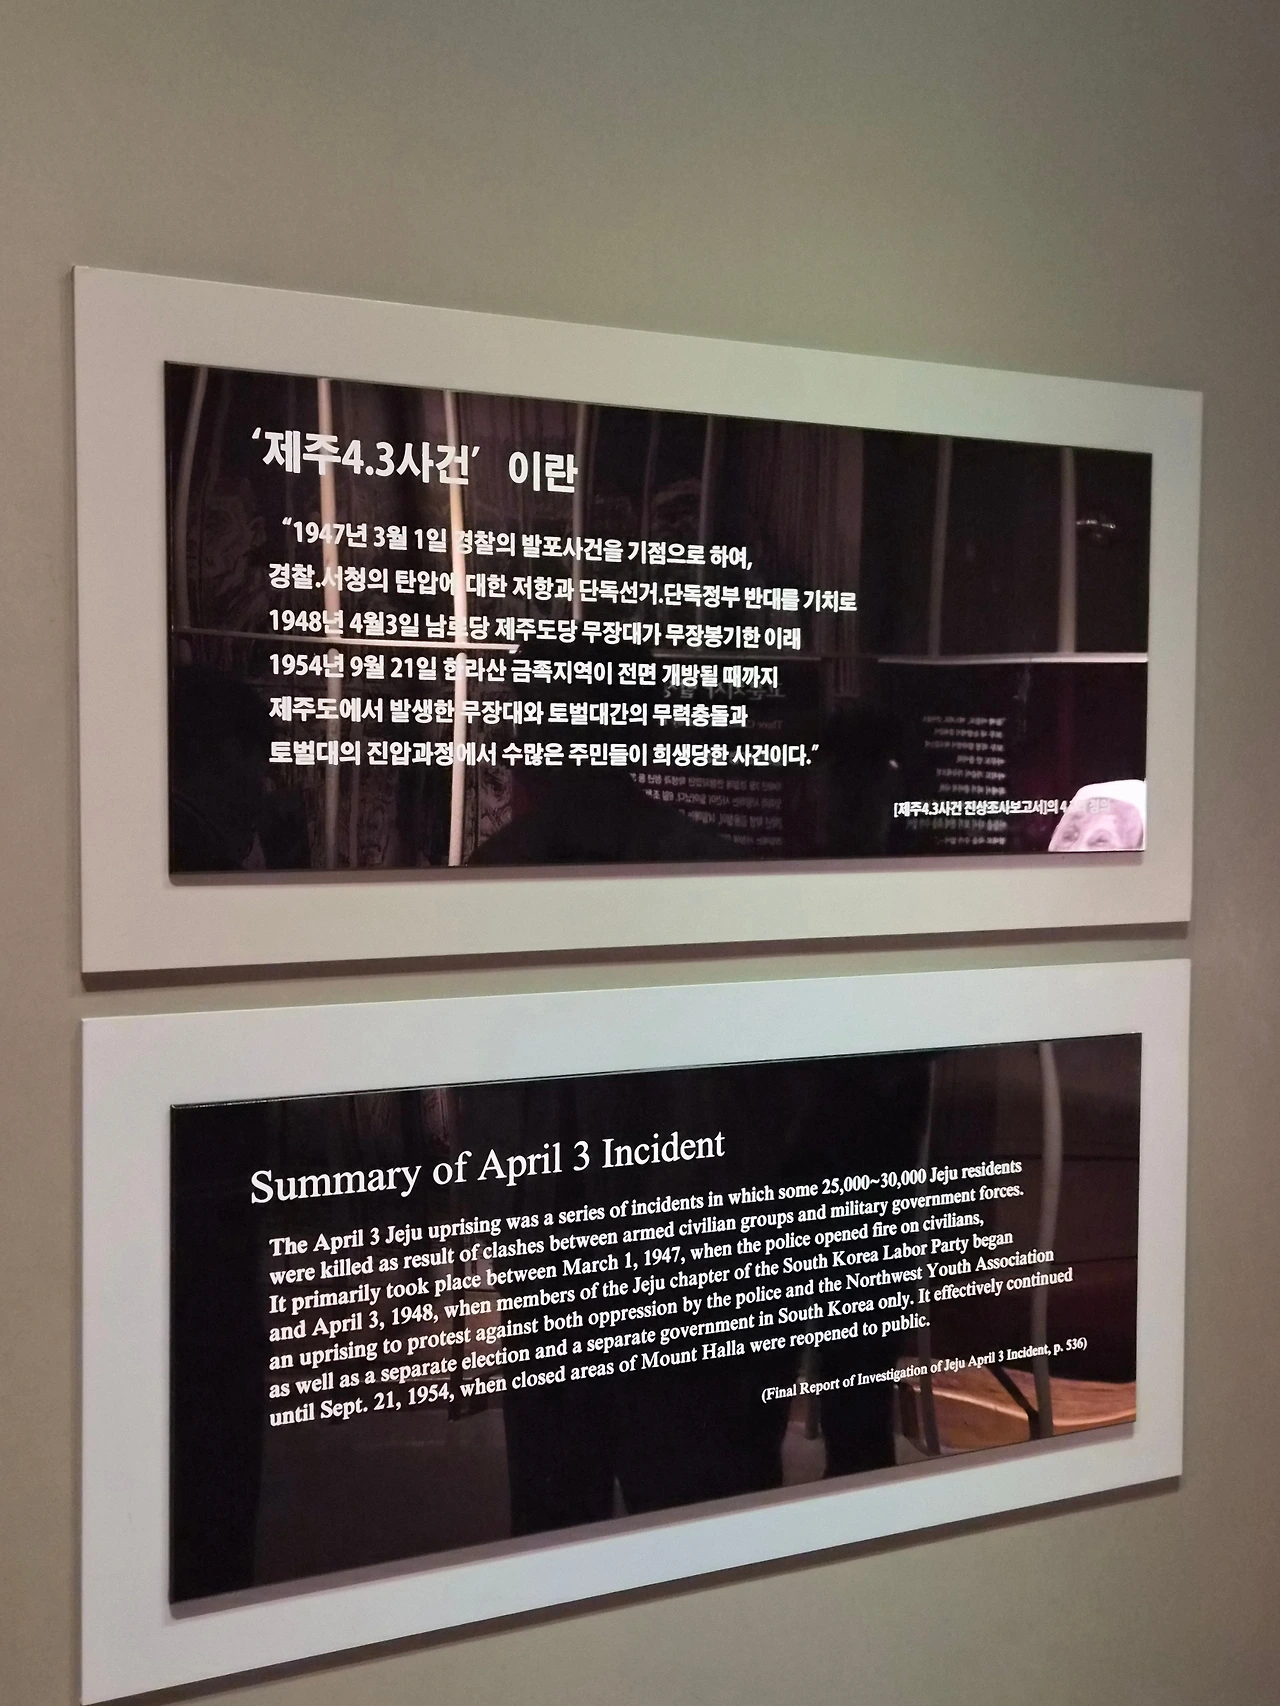 ‘제주4.3사건’ 이란
“1947년 3월 1일 경찰의 발포사건을 기점으로 하여,
경찰.서청의 탄압에 대한 저항과 단독선거.단독정부 반대를 기치로
1948년 4월3일 남로당 제주도당 무장대가 무장봉기한 이래
1954년 9월 21일 한라산 금족지역이 전면 개방될 때까지
제주도에서 발생한 무장대와 토벌대간의 무력충돌과
토벌대의 진압과정에서 수많은 주민들이 희생당한 사건이다.”
[제주4.3사건 진상조사보고서]의
Summary of April 3 Incident
The April 3 Jeju uprising was a series of incidents in which some 25,000~30,000 Jeju residents
were killed as result of clashes between armed civilian groups and military government forces.
It primarily took place between March 1, 1947, when the police opened fire on civilians,
and April 3, 1948, when members of the Jeju chapter of the South Korea Labor Party began
an uprising to protest against both oppression by the police and the Northwest Youth Association
as well as a separate election and a separate government in South Korea only. It effectively continued
until Sept. 21, 1954, when closed areas of Mount Halla were reopened to public.
(Final Report of Investigation of Jeju April 3 Incident, p. 536)